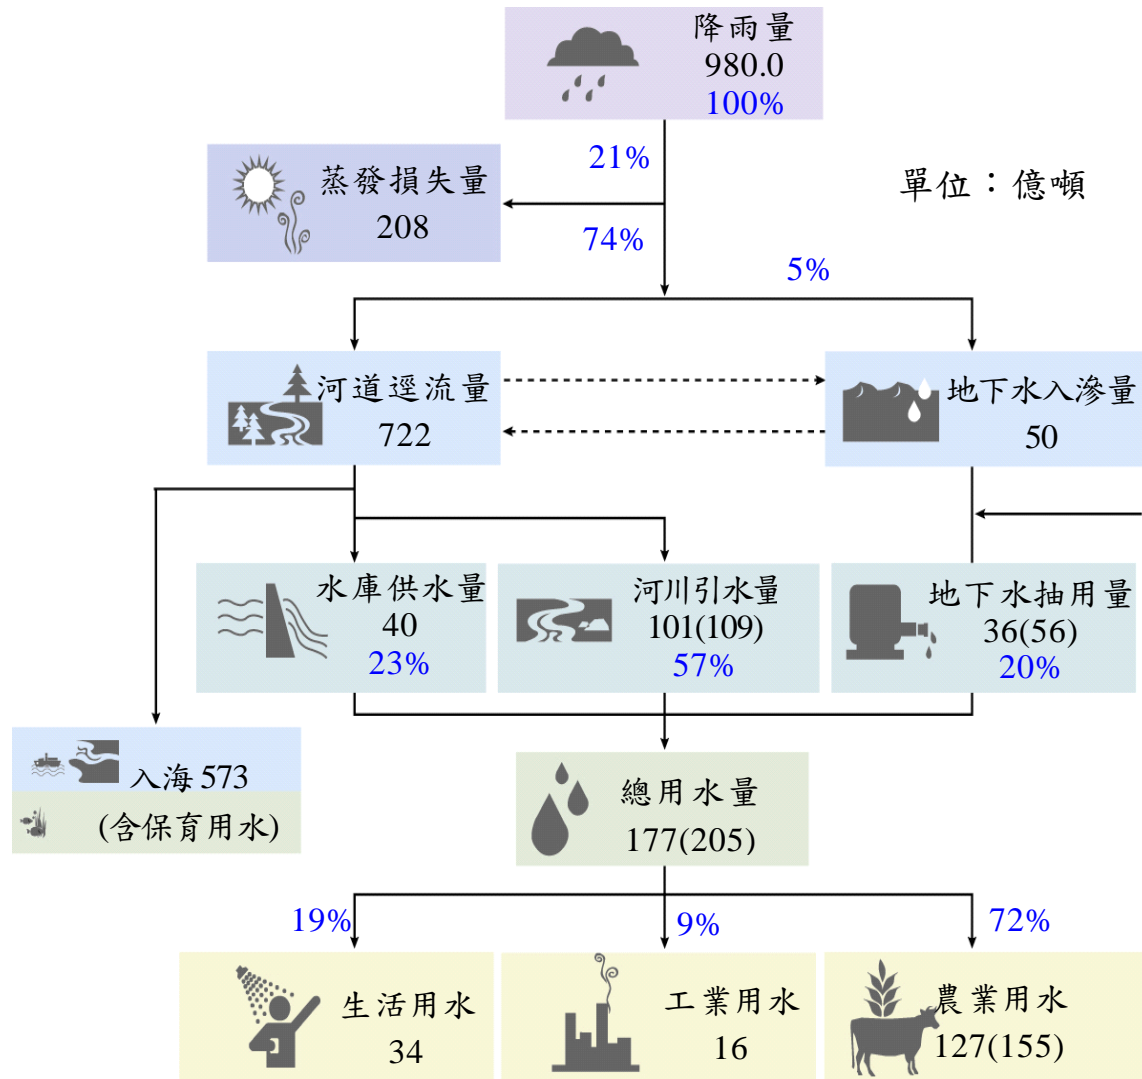 降雨量
980.0
100%
21%
蒸發損失量
208
單位：億噸
74%
5%
河道逕流量
722
地下水入滲量
50
水庫供水量
40
23%
河川引水量
101(109)
57%
地下水抽用量
36(56)
20%
入海 573
(含保育用水)
總用水量
177(205)
19%
9%
72%
生活用水
34
工業用水
16
農業用水
127(155)